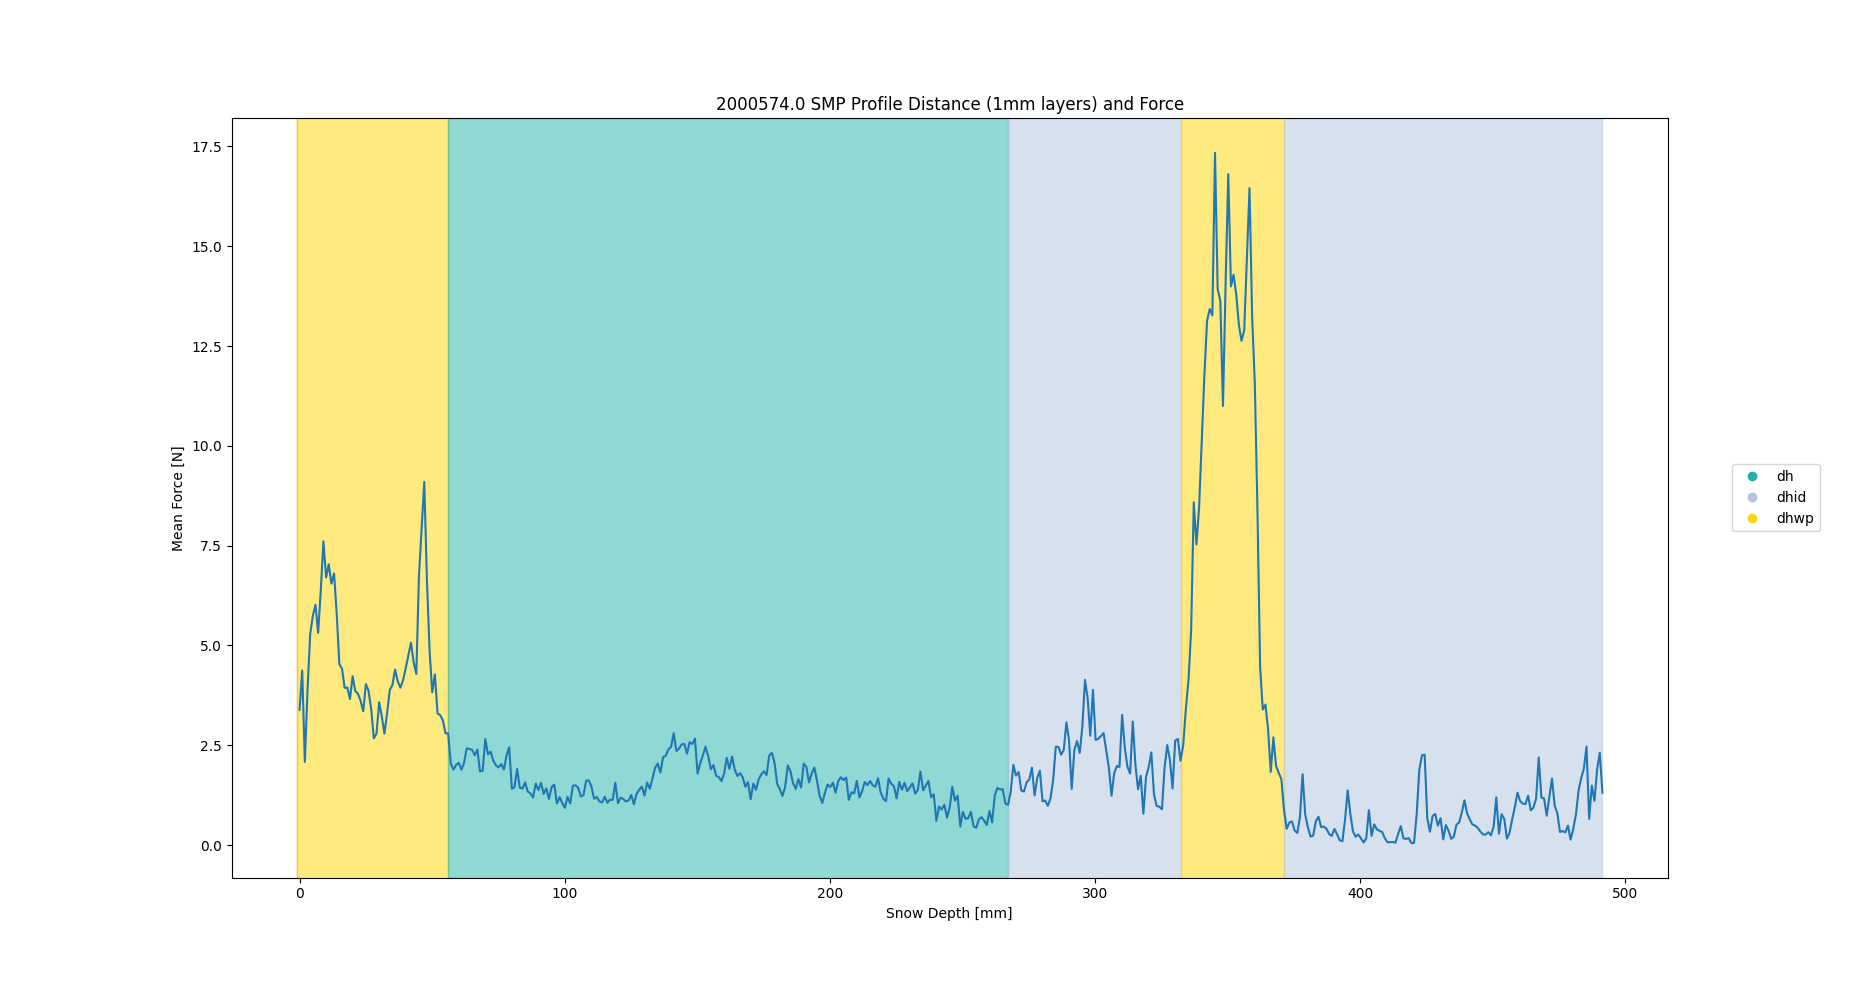 2000574.0 SMP Profile Distance (1mm layers) and Force
17.5
15.0
12.5
10.0
7.5
5.0
2.5
0.0
Mean Force [N]
0 100 200 300 400 500
Snow Depth [mm]
dh
dhid
dhwp